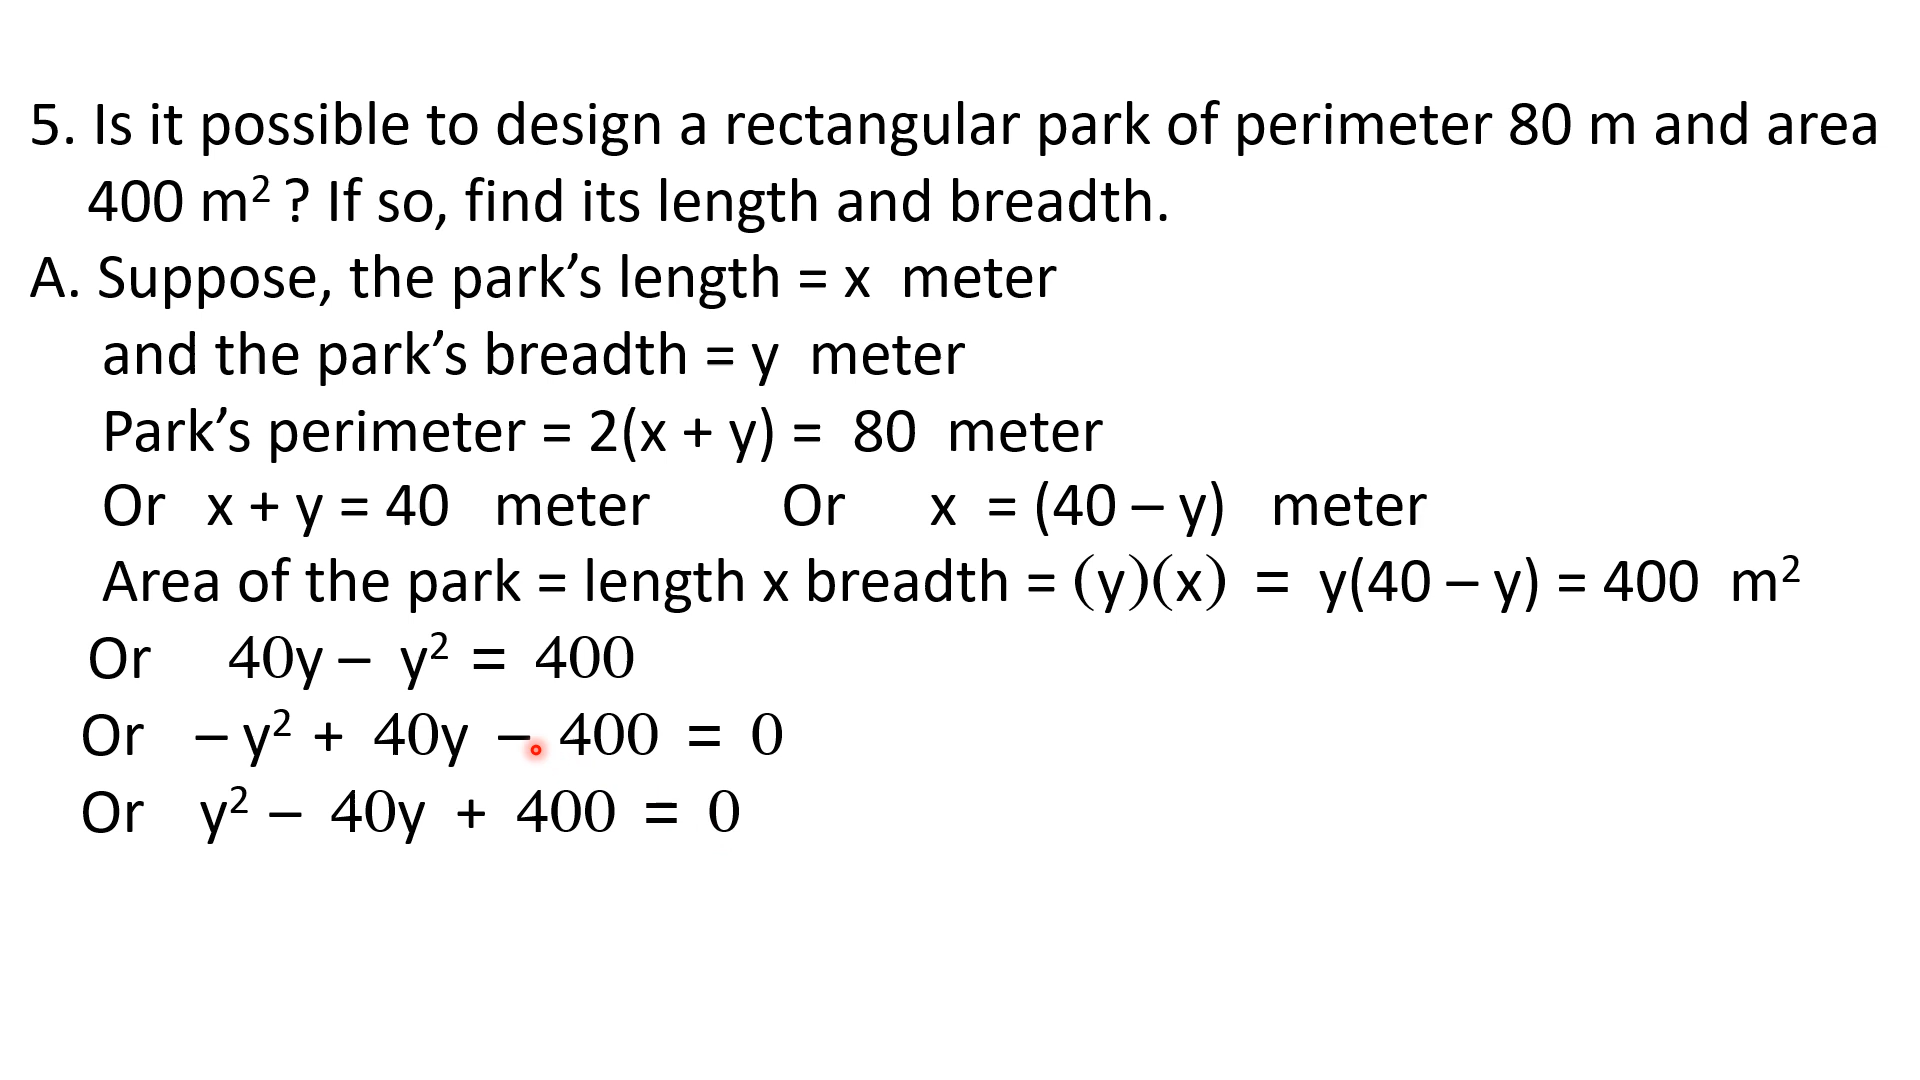 5. Is it possible to design a rectangular park of perimeter 80 m and area
400 m² ? If so, find its length and breadth.
A. Suppose, the park’s length = x meter
and the park’s breadth = y meter
Park’s perimeter = 2(x + y) = 80 meter
Or x + y = 40 meter Or x = (40 – y) meter
Area of the park = length x breadth = (y)(x) = y(40 – y) = 400 m²
Or 40y – y² = 400
Or – y² + 40y – 400 = 0
Or y² – 40y + 400 = 0